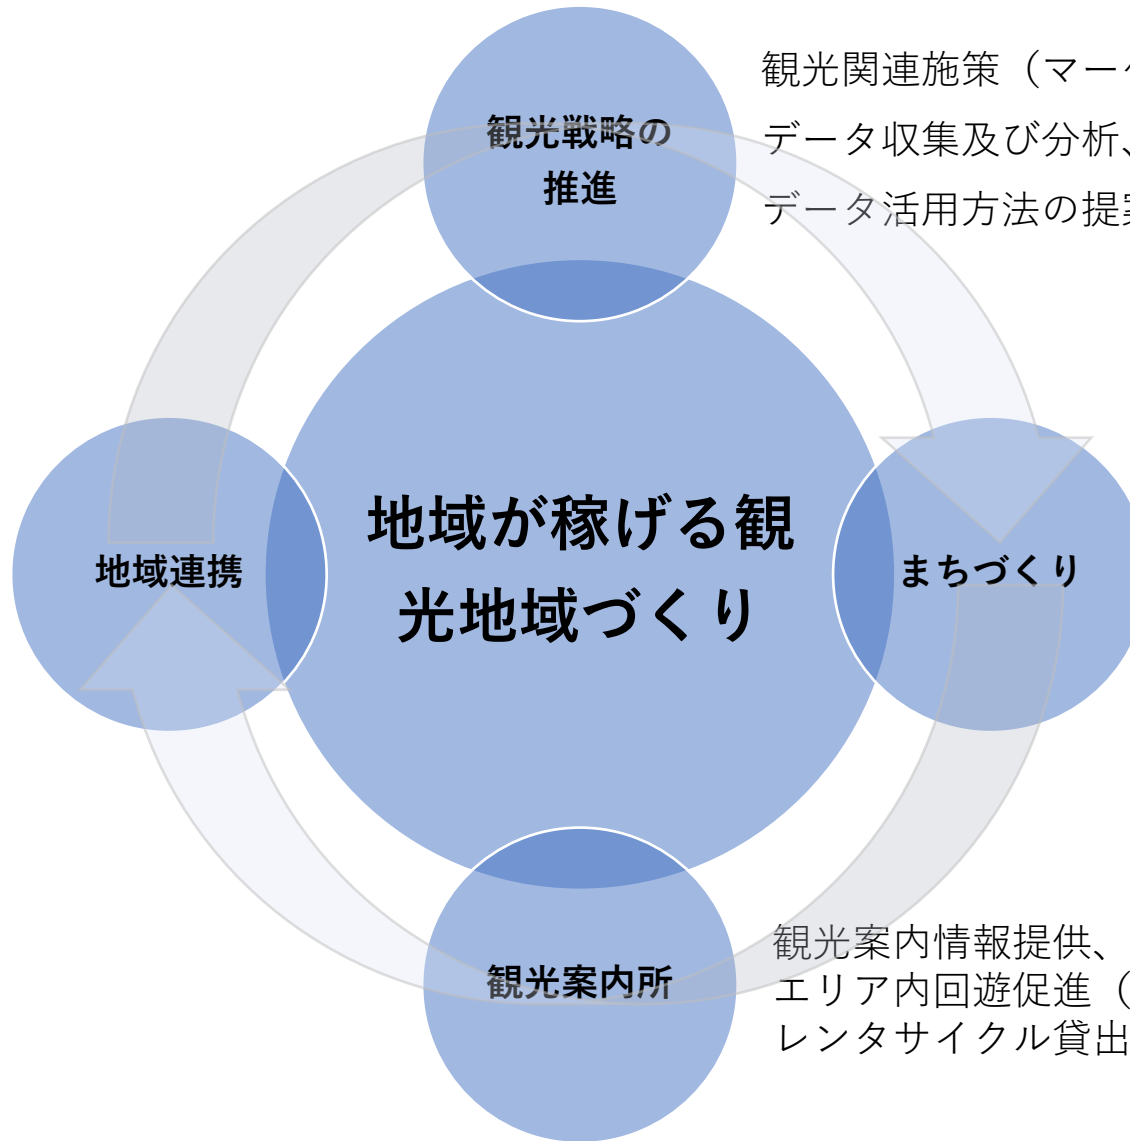 観光関連施策（マー
データ収集及び分析、
データ活用方法の提案
観光戦略の
推進
地域連携
地域が稼げる観
光地域づくり
まちづくり
観光案内所
観光案内情報提供、
エリア内回遊促進（
レンタサイクル貸出